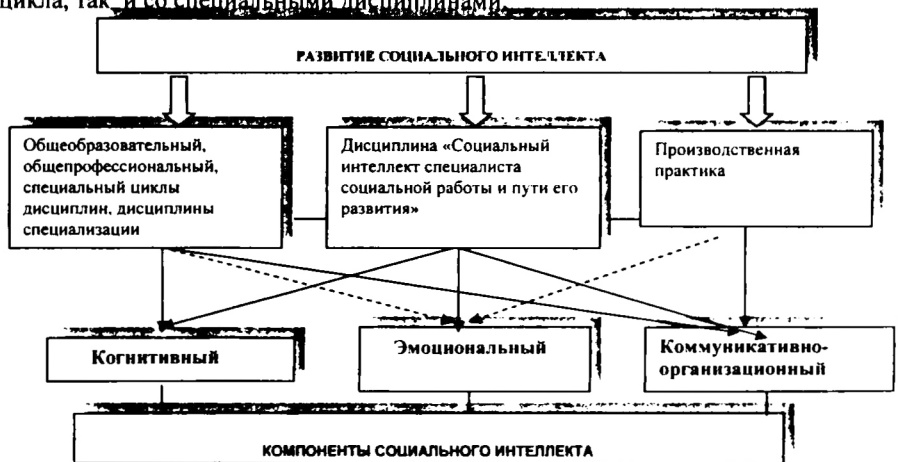 цикла, так и со специальными дисциплинами.
РАЗВИТИЕ СОЦИАЛЬНОГО ИНТЕЛЛЕКТА
Общеобразовательный,
общепрофессиональный,
специальный циклы
дисциплин, дисциплины
специализации
Дисциплина «Социальный
интеллект специалиста
социальной работы и пути его
развития»
Производственная
практика
Когнитивный
Эмоциональный
Коммуникативно-
организационный
КОМПОНЕНТЫ СОЦИАЛЬНОГО ИНТЕЛЛЕКТА